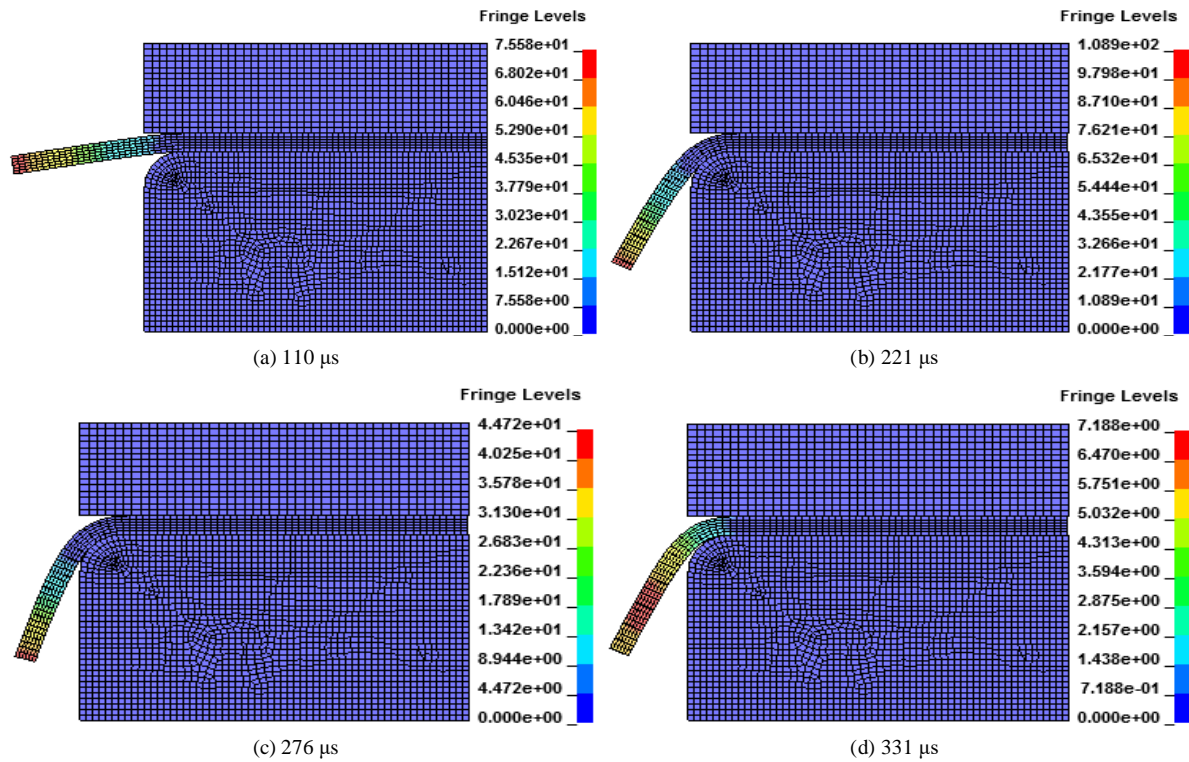 Fringe Levels
7.558e+01
6.802e+01
6.046e+01
5.290e+01
4.535e+01
3.779e+01
3.023e+01
2.267e+01
1.512e+01
7.558e+00
0.000e+00
(a) 110 μs
Fringe Levels
1.089e+02
9.798e+01
8.710e+01
7.621e+01
6.532e+01
5.444e+01
4.355e+01
3.266e+01
2.177e+01
1.089e+01
0.000e+00
(b) 221 μs
Fringe Levels
4.472e+01
4.025e+01
3.578e+01
3.130e+01
2.683e+01
2.236e+01
1.789e+01
1.342e+01
8.944e+00
4.472e+00
0.000e+00
(c) 276 μs
Fringe Levels
7.188e+00
6.470e+00
5.751e+00
5.032e+00
4.313e+00
3.594e+00
2.875e+00
2.157e+00
1.438e+00
7.188e-01
0.000e+00
(d) 331 μs